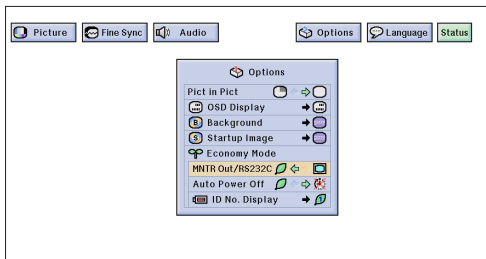 Picture Fine Sync Audio Options Language Status
Options
Pict in Pict
OSD Display
B Background
S Startup Image
Economy Mode
MNTR Out/RS232C
Auto Power Off
ID No. Display 1